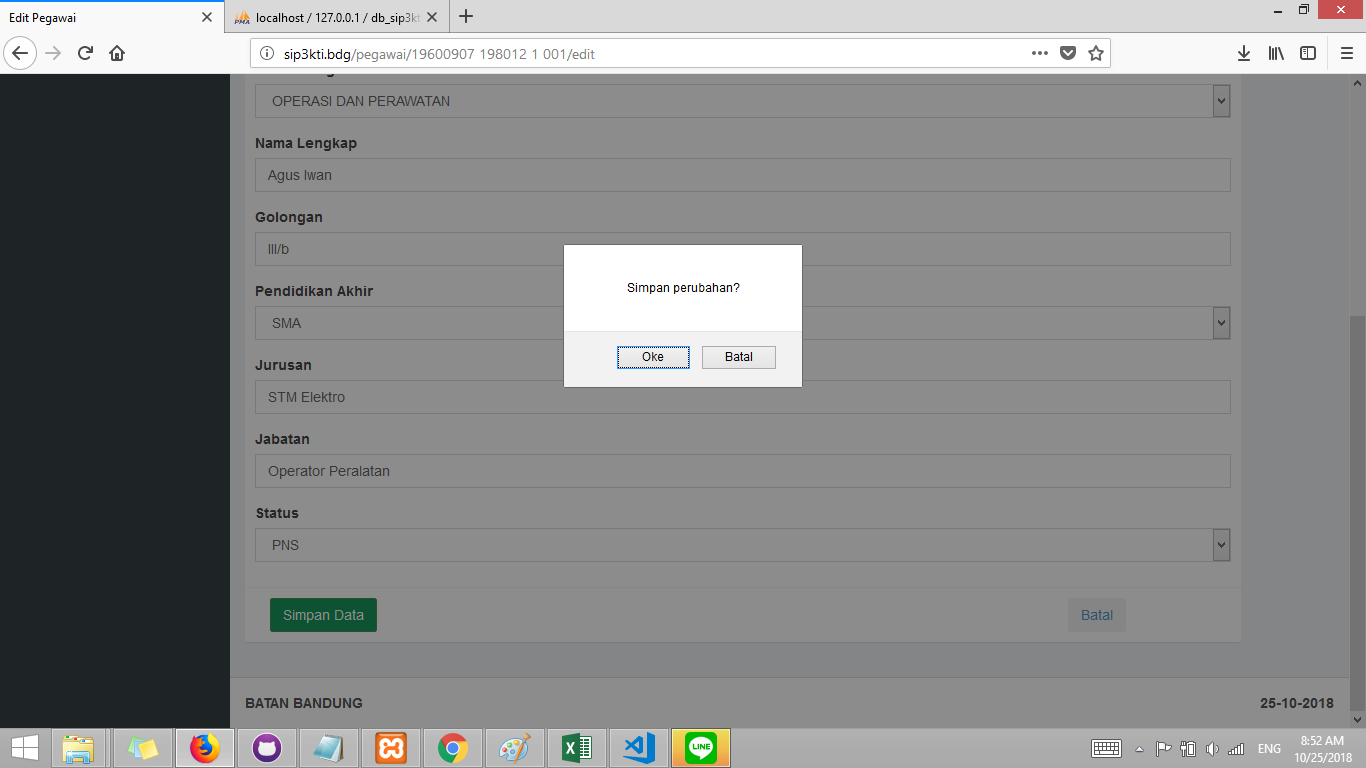 Edit Pegawai
localhost / 127.0.0.1 / db_sip3kt
sip3kti.bdg/pegawai/19600907 198012 1 001/edit
OPERASI DAN PERAWATAN
Nama Lengkap
Agus Iwan
Golongan
III/b
Pendidikan Akhir
SMA
Jurusan
STM Elektro
Jabatan
Operator Peralatan
Status
PNS
Simpan perubahan?
Oke Batal
Simpan Data Batal
BATAN BANDUNG 25-10-2018
LINE
ENG
8:52 AM
10/25/2018